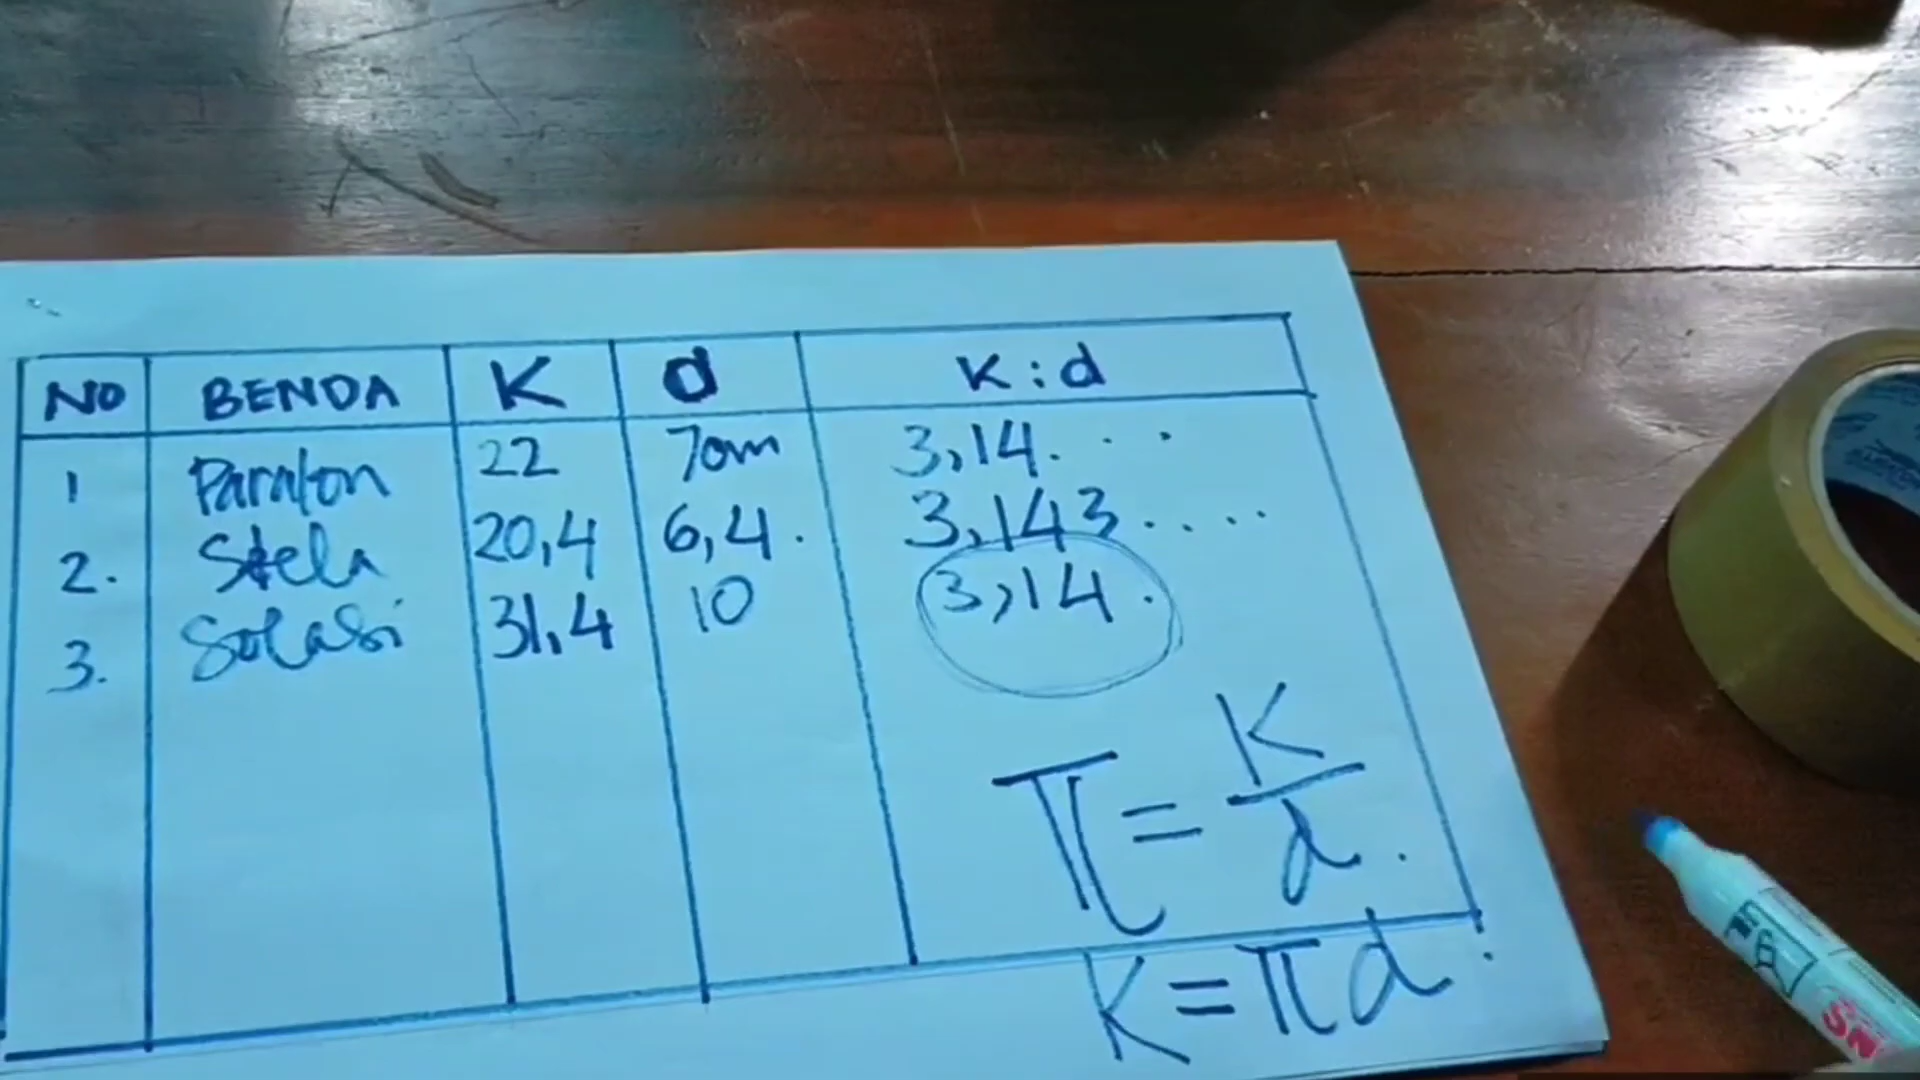 NO BENDA K d K : d
1 Paralon 22 7cm 3,14. . .
2. Stela 20,4 6,4. 3,143 . . . .
3. Solasi 31,4 10 3,14.
π = K/d.
K = πd.
SN